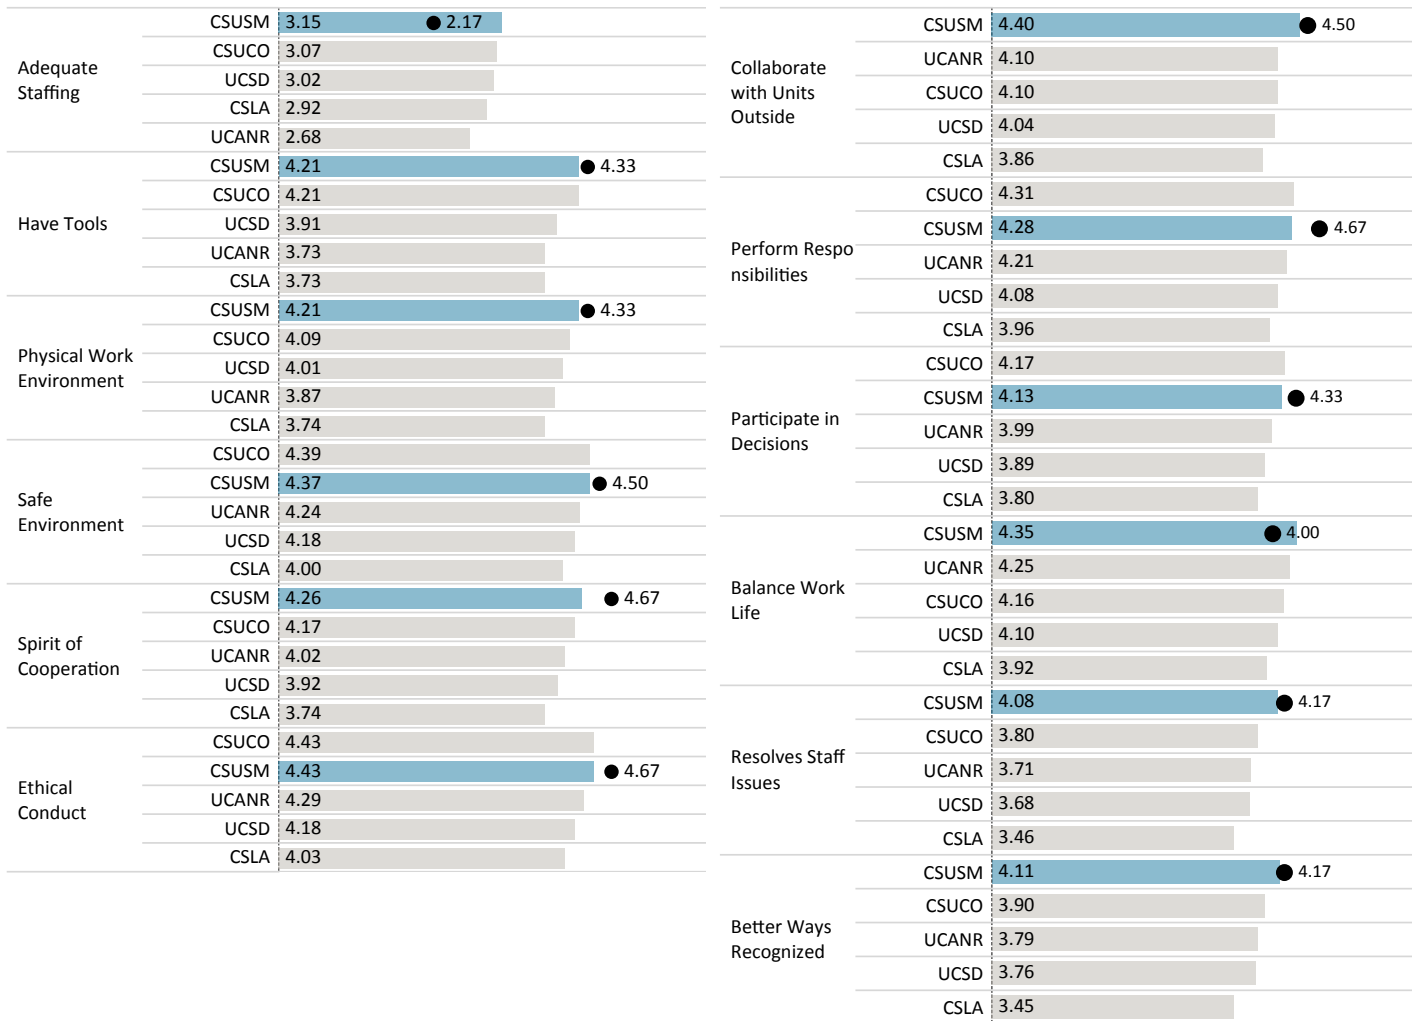 Adequate
Staffing
CSUSM 3.15 2.17
CSUCO 3.07
UCSD 3.02
CSLA 2.92
UCANR 2.68
Have Tools
CSUSM 4.21 4.33
CSUCO 4.21
UCSD 3.91
UCANR 3.73
CSLA 3.73
Physical Work
Environment
CSUSM 4.21 4.33
CSUCO 4.09
UCSD 4.01
UCANR 3.87
CSLA 3.74
Safe
Environment
CSUCO 4.39
CSUSM 4.37 4.50
UCANR 4.24
UCSD 4.18
CSLA 4.00
Spirit of
Cooperation
CSUSM 4.26 4.67
CSUCO 4.17
UCANR 4.02
UCSD 3.92
CSLA 3.74
Ethical
Conduct
CSUCO 4.43
CSUSM 4.43 4.67
UCANR 4.29
UCSD 4.18
CSLA 4.03
Collaborate
with Units
Outside
CSUSM 4.40 4.50
UCANR 4.10
CSUCO 4.10
UCSD 4.04
CSLA 3.86
Perform Respo
nsibilities
CSUCO 4.31
CSUSM 4.28 4.67
UCANR 4.21
UCSD 4.08
CSLA 3.96
Participate in
Decisions
CSUCO 4.17
CSUSM 4.13 4.33
UCANR 3.99
UCSD 3.89
CSLA 3.80
Balance Work
Life
CSUSM 4.35 4.00
UCANR 4.25
CSUCO 4.16
UCSD 4.10
CSLA 3.92
Resolves Staff
Issues
CSUSM 4.08 4.17
CSUCO 3.80
UCANR 3.71
UCSD 3.68
CSLA 3.46
Better Ways
Recognized
CSUSM 4.11 4.17
CSUCO 3.90
UCANR 3.79
UCSD 3.76
CSLA 3.45